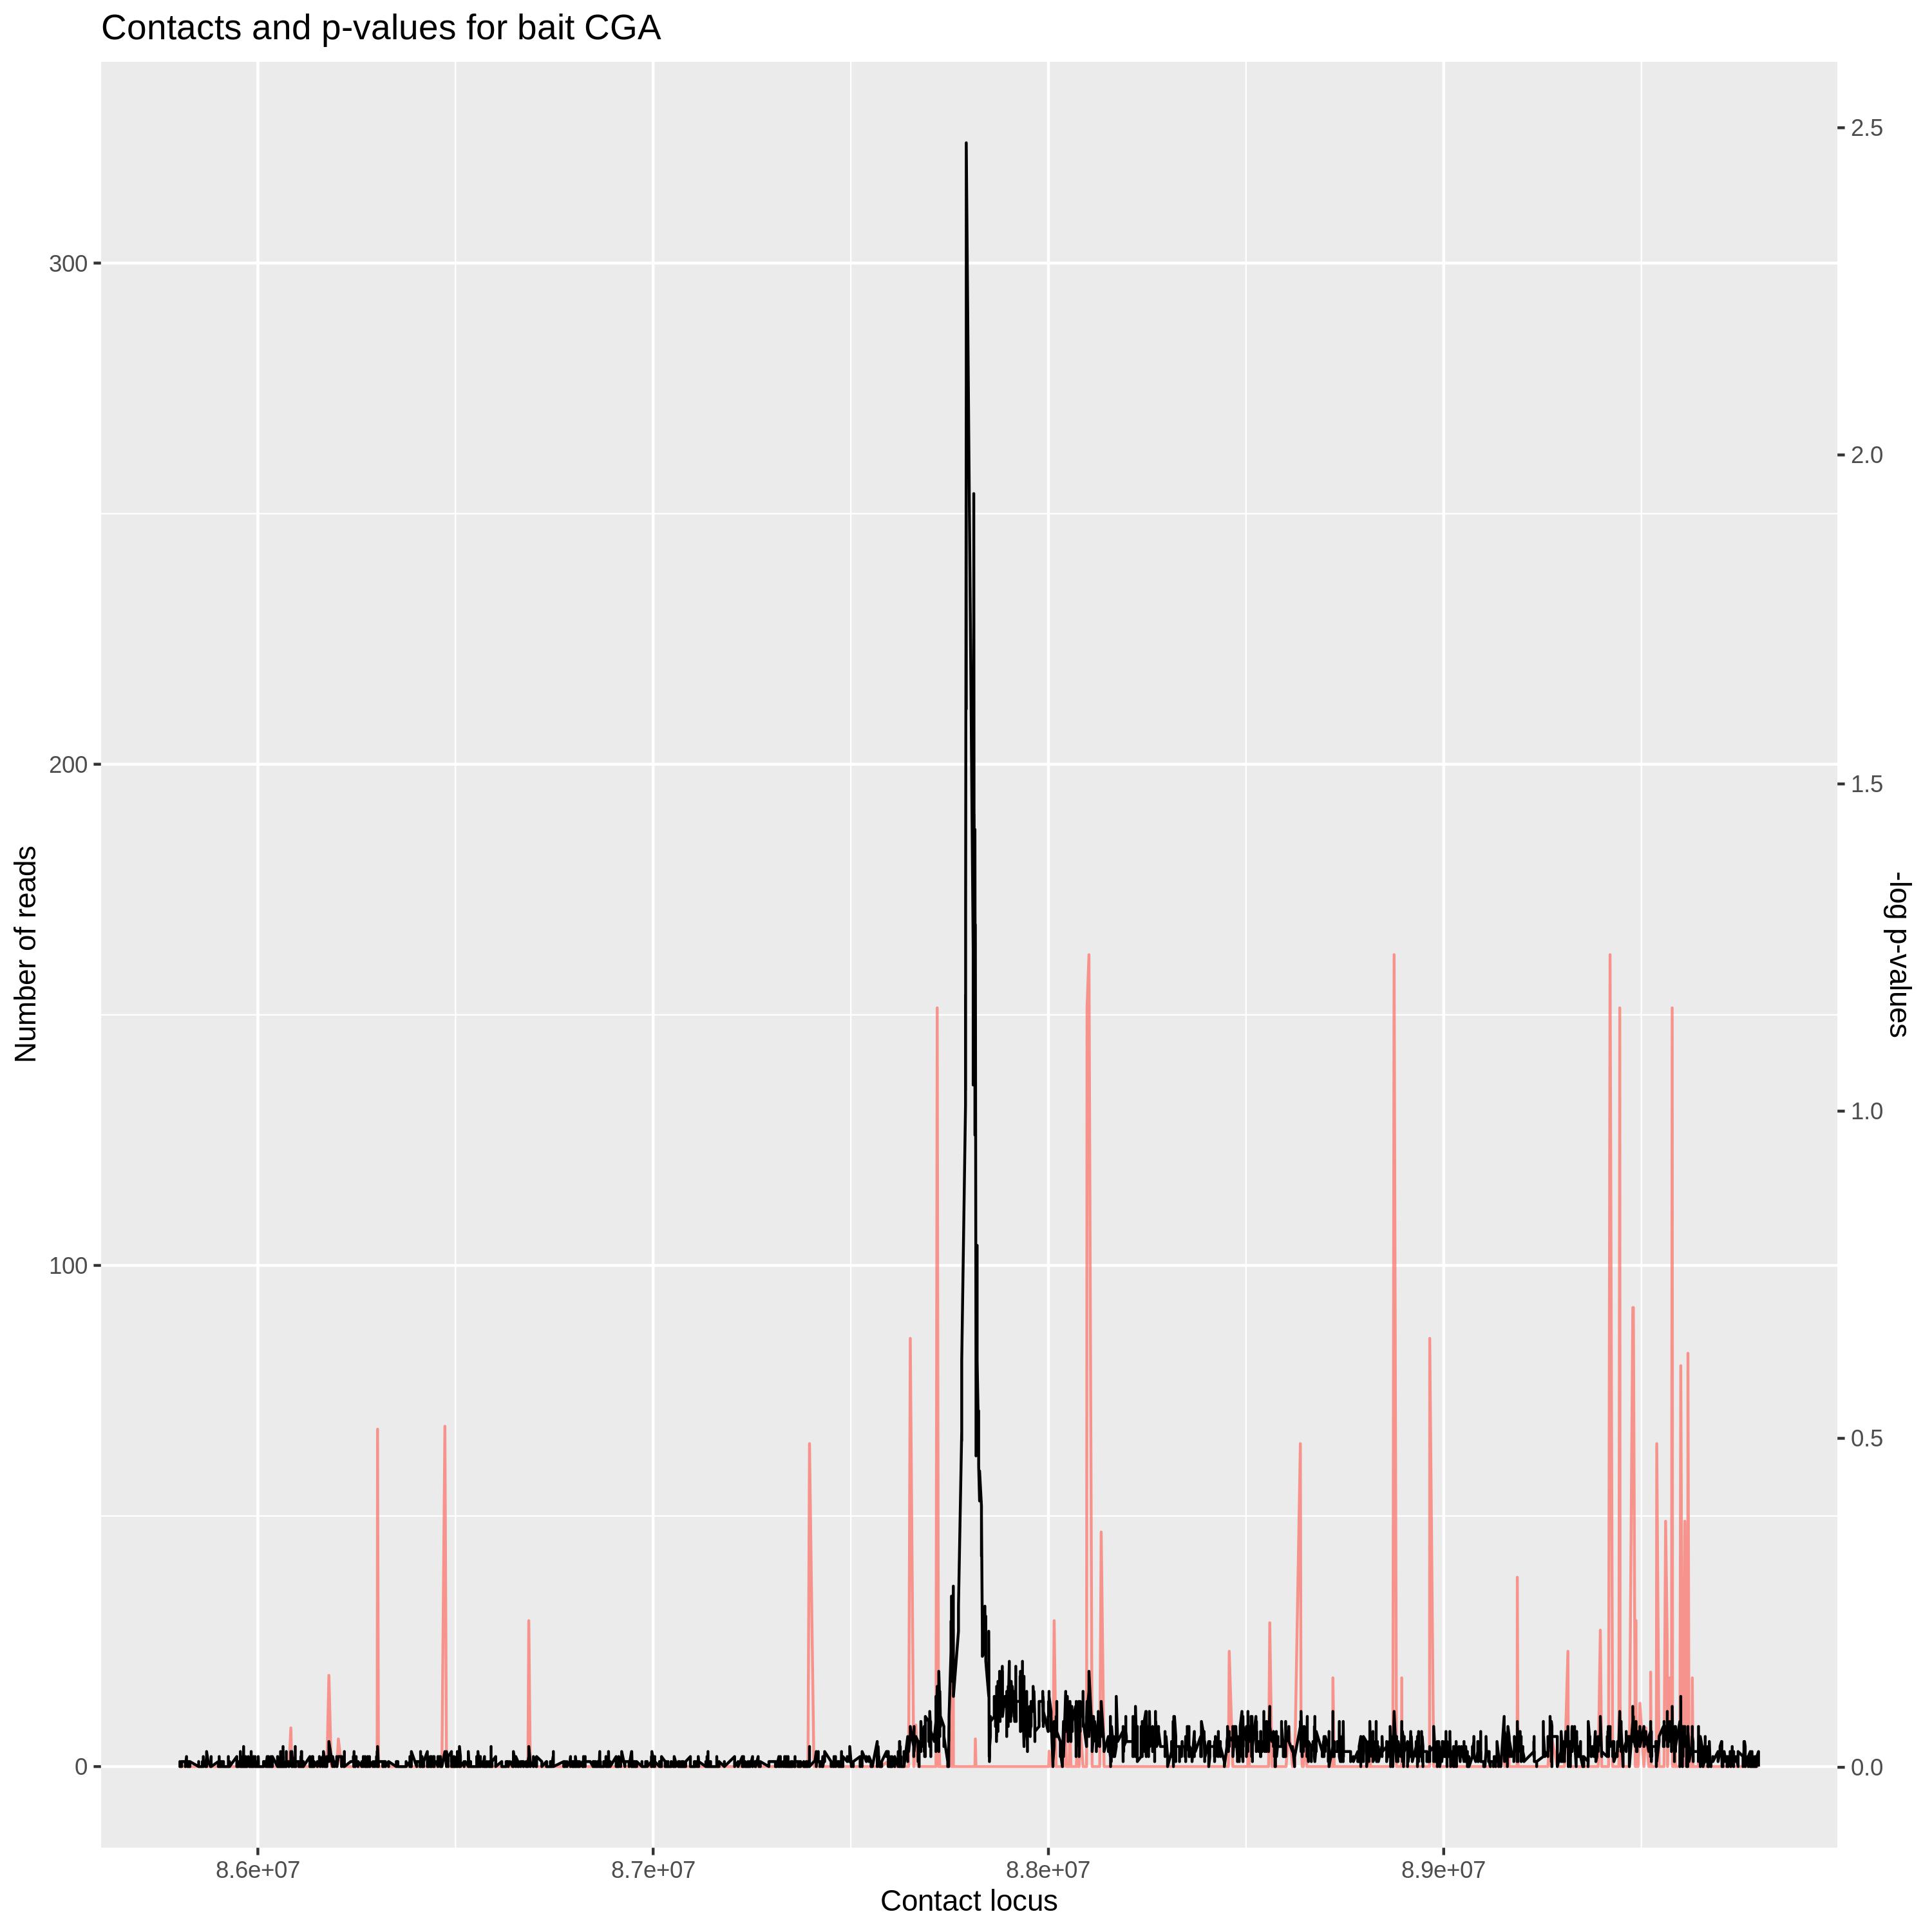 Contacts and p-values for bait CGA
Number of reads
300
200
100
0
2.5
2.0
1.5
1.0
0.5
0.0
-log p-values
8.6e+07
8.7e+07
8.8e+07
8.9e+07
Contact locus